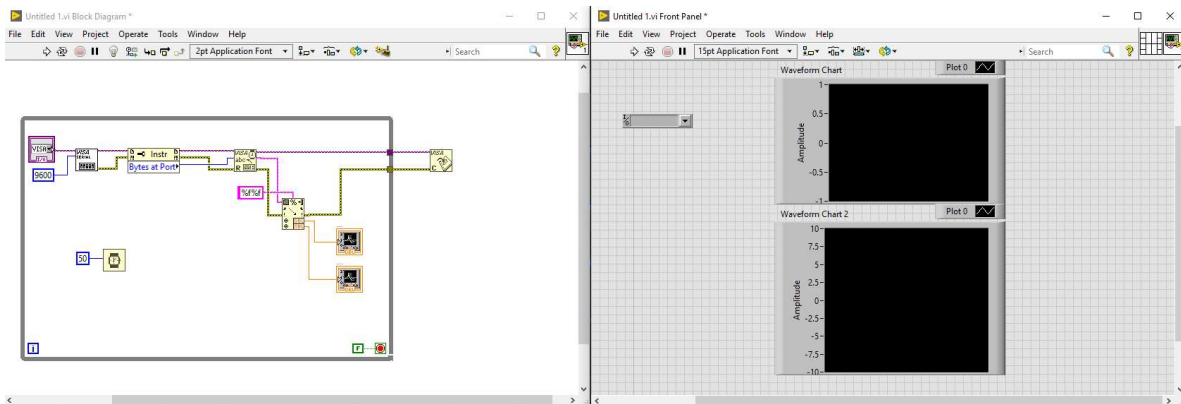 Untitled 1.vi Block Diagram *
File Edit View Project Operate Tools Window Help
2pt Application Font
Search
VISA
VISA
SERIAL
9600
Instr
Bytes at Port
VISA
abc
R
%f%f
VISA
C
50
i
F
Untitled 1.vi Front Panel *
File Edit View Project Operate Tools Window Help
15pt Application Font
Search
1
Waveform Chart
Plot 0
Amplitude
1
0.5
0
-0.5
-1
Waveform Chart 2
Plot 0
Amplitude
10
7.5
5
2.5
0
-2.5
-5
-7.5
-10